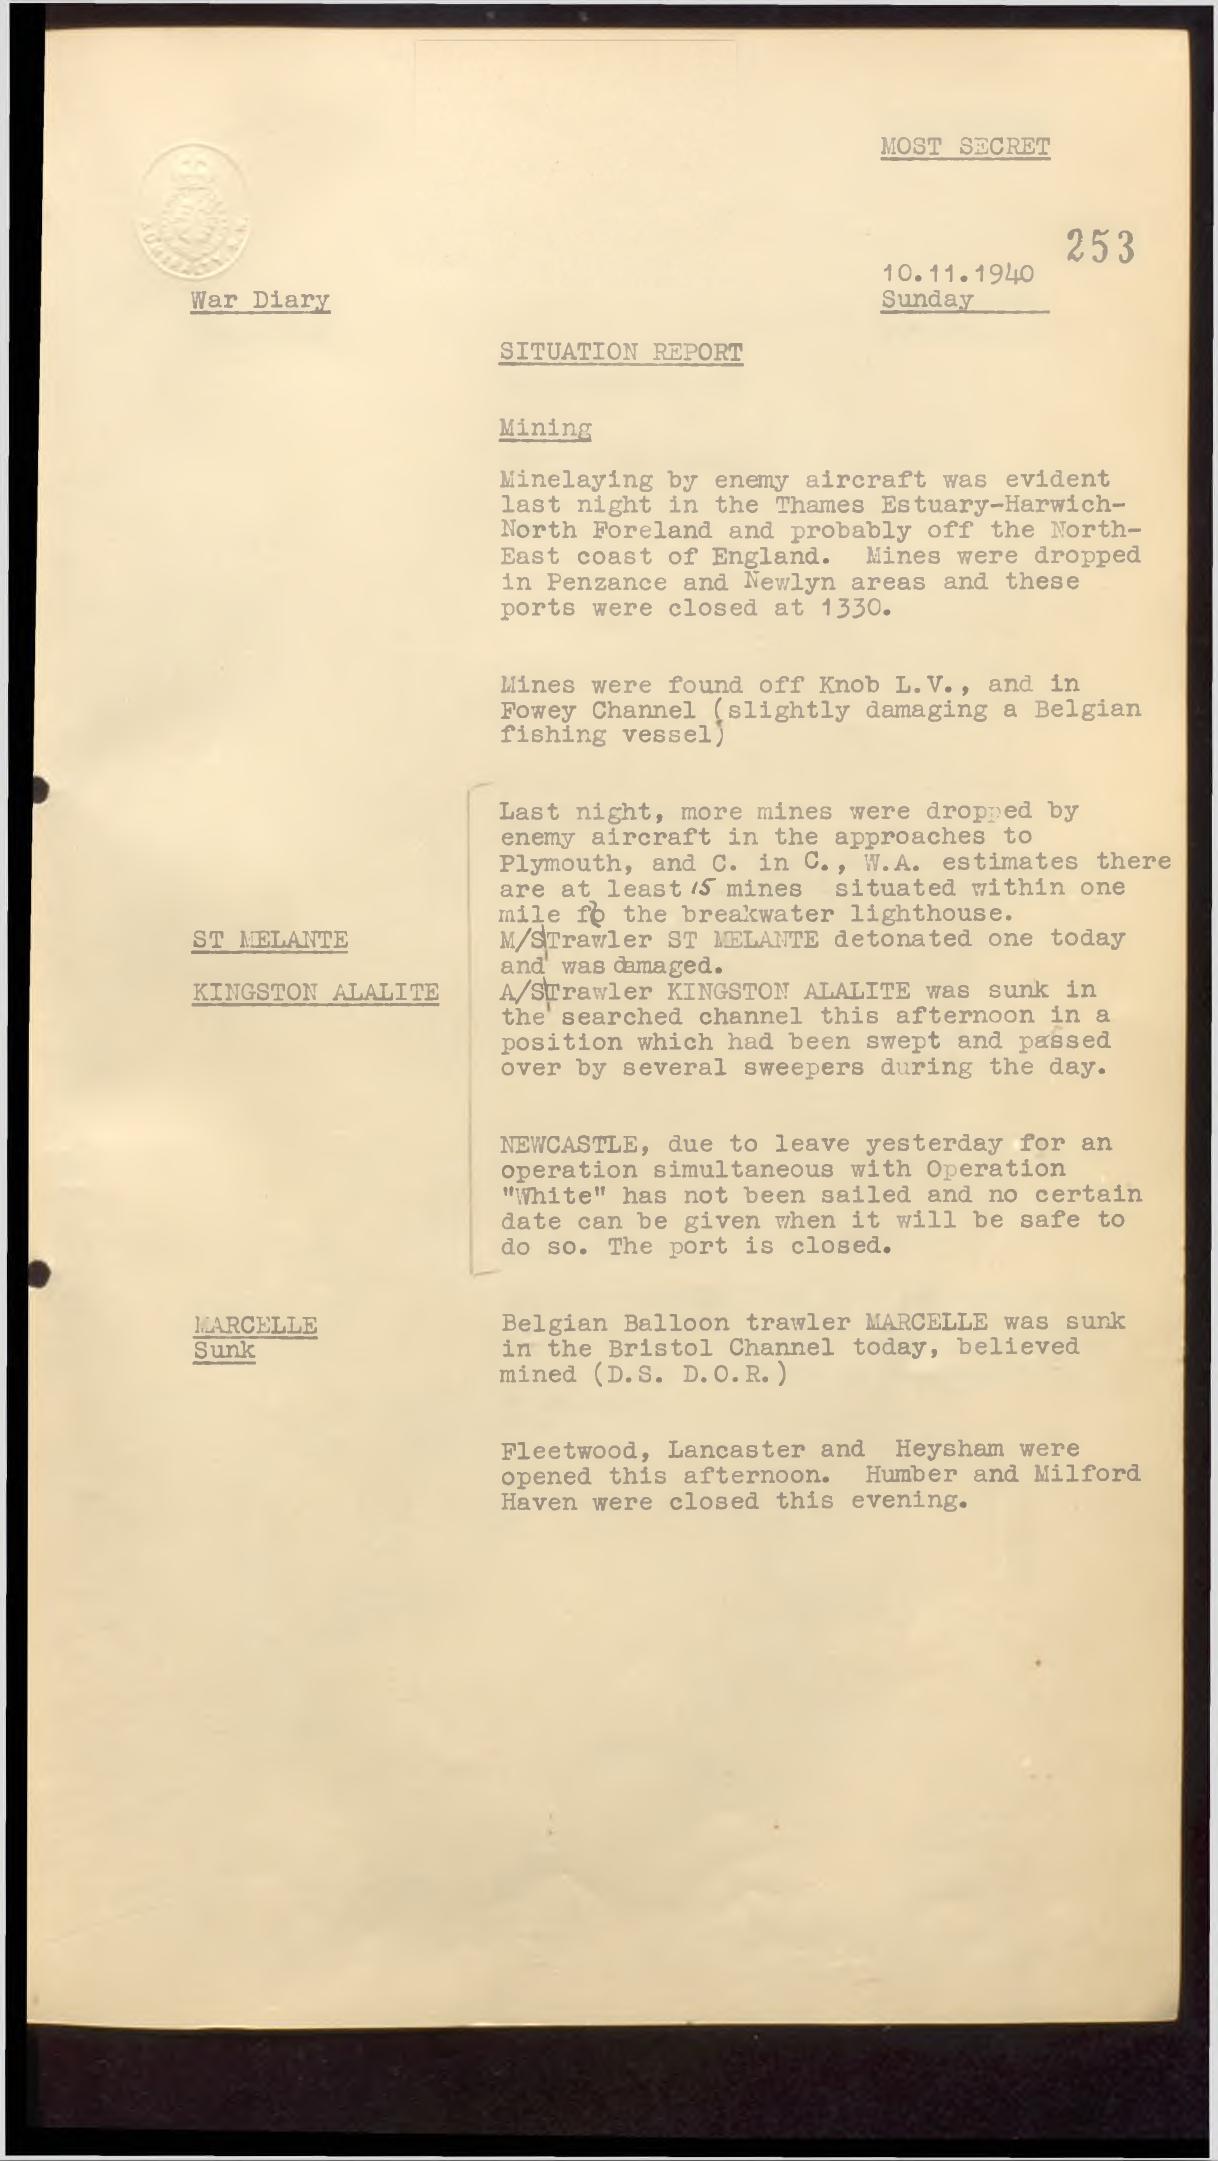 MOST SECRET
253
10.11.1940
War Diary
Sunday
SITUATION REPORT
Mining
Minelaying by enemy aircraft was evident
last night in the Thames Estuary-Harwich-
North Foreland and probably off the North-
East coast of England. Mines were dropped
in Penzance and Newlyn areas and these
ports were closed at 1330.
Mines were found off Knob L.V., and in
Fowey Channel (slightly damaging a Belgian
fishing vessel)
Last night, more mines were dropped by
enemy aircraft in the approaches to
Plymouth, and C. in C., W.A. estimates there
are at least 15 mines situated within one
mile fo the breakwater lighthouse.
ST MELANTE
M/S Trawler ST MELANTE detonated one today
and was damaged.
KINGSTON ALALITE
A/S Trawler KINGSTON ALALITE was sunk in
the searched channel this afternoon in a
position which had been swept and passed
over by several sweepers during the day.
NEWCASTLE, due to leave yesterday for an
operation simultaneous with Operation
"White" has not been sailed and no certain
date can be given when it will be safe to
do so. The port is closed.
MARCELLE
Sunk
Belgian Balloon trawler MARCELLE was sunk
in the Bristol Channel today, believed
mined (D.S. D.O.R.)
Fleetwood, Lancaster and Heysham were
opened this afternoon. Humber and Milford
Haven were closed this evening.